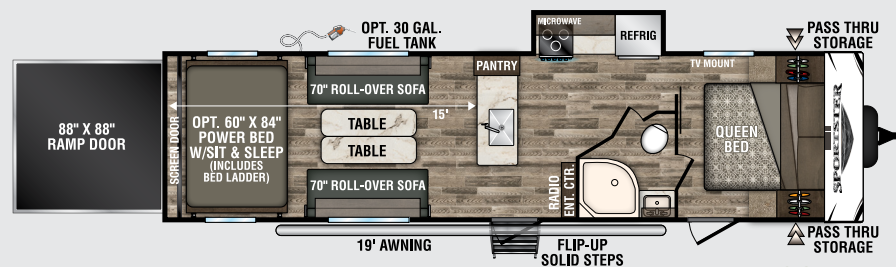 OPT. 30 GAL.
FUEL TANK
MICROWAVE
REFRIG
PASS THRU
STORAGE
PANTRY
TV MOUNT
88" X 88"
RAMP DOOR
SCREEN DOOR
OPT. 60" X 84"
POWER BED
W/SIT & SLEEP
(INCLUDES
BED LADDER)
70" ROLL-OVER SOFA
15'
TABLE
TABLE
70" ROLL-OVER SOFA
RADIO
ENT. CTR.
QUEEN
BED
SPORTSTER
19' AWNING
FLIP-UP
SOLID STEPS
PASS THRU
STORAGE